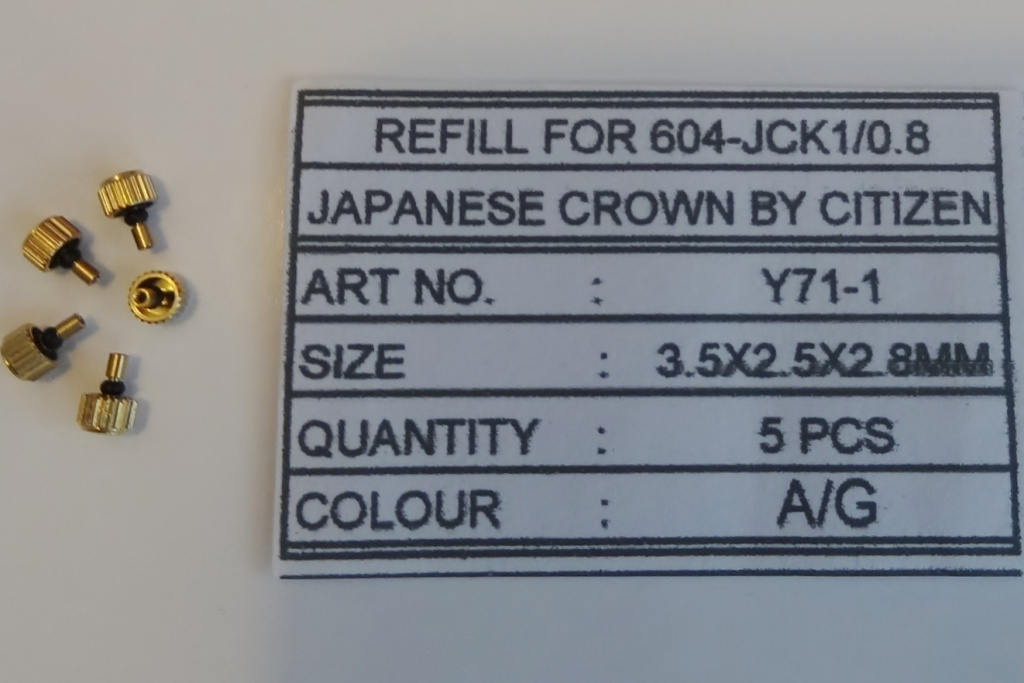 REFILL FOR 604-JCK1/0.8
JAPANESE CROWN BY CITIZEN
ART NO. : Y71-1
SIZE : 3.5X2.5X2.8MM
QUANTITY : 5 PCS
COLOUR : A/G